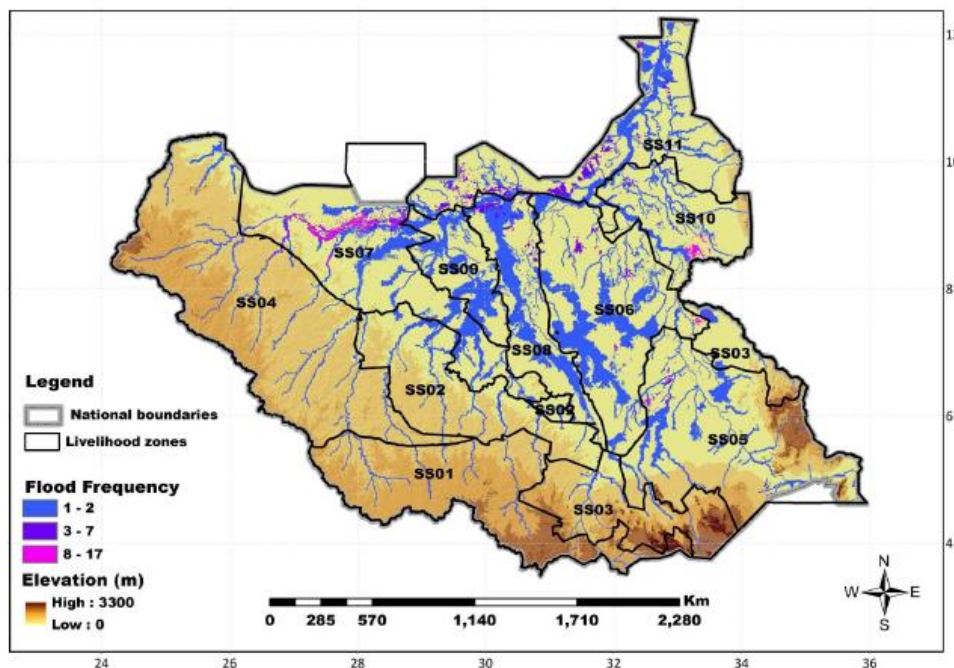 12
SS11
10
SS10
SS07
SS09
8
SS04
SS06
SS03
SS08
Legend
SS02
National boundaries
SS02
6
Livelihood zones
SS05
SS01
Flood Frequency
1 - 2
SS03
3 - 7
8 - 17
4
Elevation (m)
N
High : 3300
Km
W E
Low : 0
0 285 570 1,140 1,710 2,280
S
24 26 28 30 32 34 36